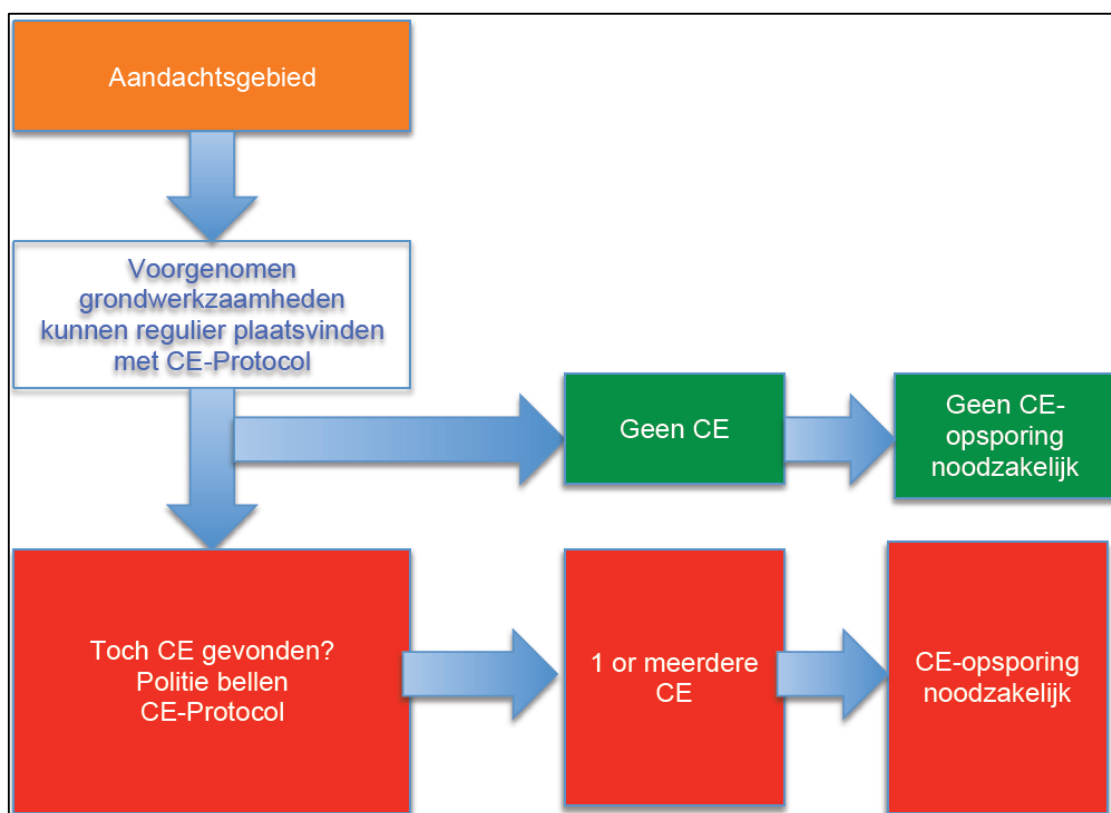 Aandachtsgebied
Voorgenomen
grondwerkzaamheden
kunnen regulier plaatsvinden
met CE-Protocol
Geen CE
Geen CE-
opsporing
noodzakelijk
Toch CE gevonden?
Politie bellen
CE-Protocol
1 or meerdere
CE
CE-opsporing
noodzakelijk